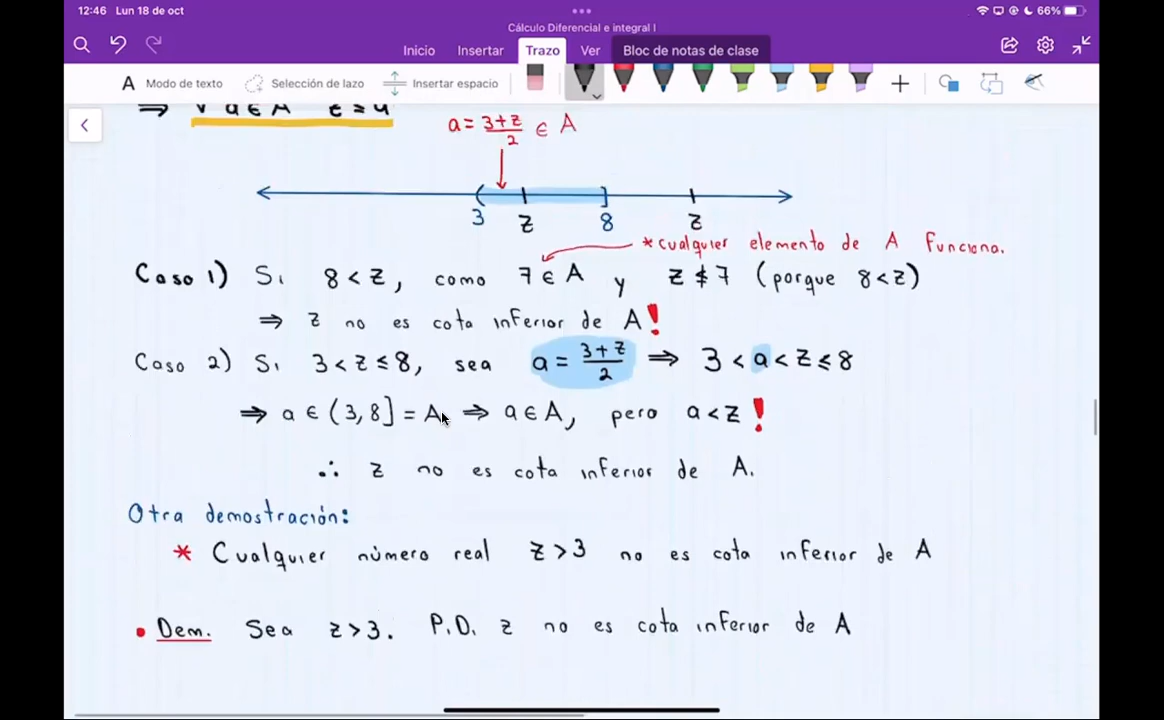 12:46 Lun 18 de oct
66%
Cálculo Diferencial e integral I
Inicio Insertar Trazo Ver Bloc de notas de clase
A Modo de texto Selección de lazo Insertar espacio
⇒ ∀ a ∈ A
a = (3+z)/2 ∈ A
( ]
3 z 8 z
* cualquier elemento de A funciona.
Caso 1) Si 8 < z, como 7 ∈ A y z ≰ 7 (porque 8 < z)
⇒ z no es cota inferior de A!
Caso 2) Si 3 < z ≤ 8, sea a = (3+z)/2 ⇒ 3 < a < z ≤ 8
⇒ a ∈ (3, 8] = A ⇒ a ∈ A, pero a < z !
∴ z no es cota inferior de A.
Otra demostración:
* Cualquier número real z > 3 no es cota inferior de A
• Dem. Sea z > 3. P.D. z no es cota inferior de A